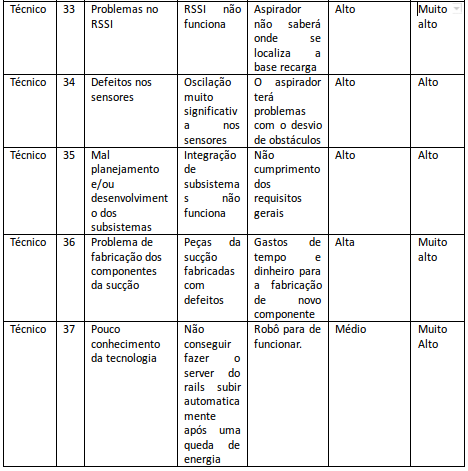 Técnico 33 Problemas no RSSI não Aspirador Alto Muito
RSSI funciona não saberá alto
onde se
localiza a
base recarga
Técnico 34 Defeitos nos Oscilação O aspirador Alto Alto
sensores muito terá
significativ problemas
a nos com o desvio
sensores de obstáculos
Técnico 35 Mal Integração Não Alto Alto
planejamento de cumprimento
e/ou subsistema dos
desenvolviment s não requisitos
o dos funciona gerais
subsistemas
Técnico 36 Problema de Peças da Gastos de Alta Muito
fabricação dos sucção tempo e alto
componentes fabricadas dinheiro para
da sucção com a fabricação
defeitos de novo
componente
Técnico 37 Pouco Não Robô para de Médio Muito
conhecimento conseguir funcionar. Alto
da tecnologia fazer o
server do
rails subir
automatica
mente
após uma
queda de
energia